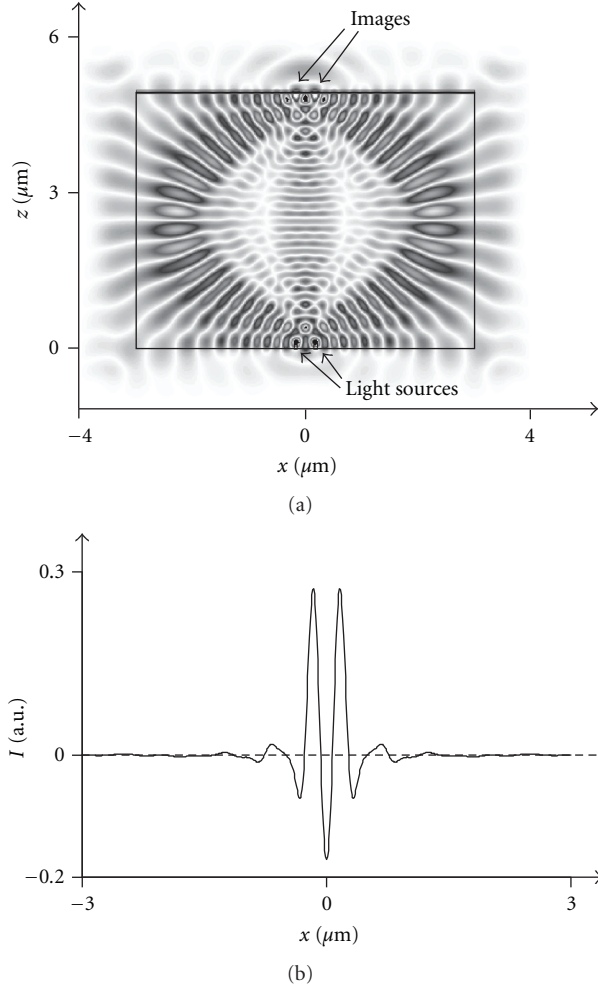 Images
6
3
0
z (μm)
Light sources
−4
0
4
x (μm)
(a)
0.3
0
−0.2
I (a.u.)
−3
0
3
x (μm)
(b)